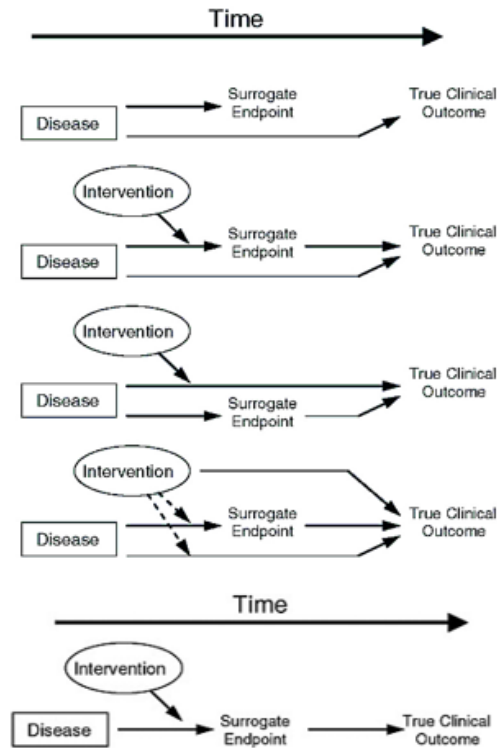 Time
Surrogate
Endpoint
True Clinical
Outcome
Disease
Intervention
Surrogate
Endpoint
True Clinical
Outcome
Disease
Intervention
True Clinical
Outcome
Disease
Surrogate
Endpoint
Intervention
Surrogate
Endpoint
True Clinical
Outcome
Disease
Time
Intervention
Disease
Surrogate
Endpoint
True Clinical
Outcome